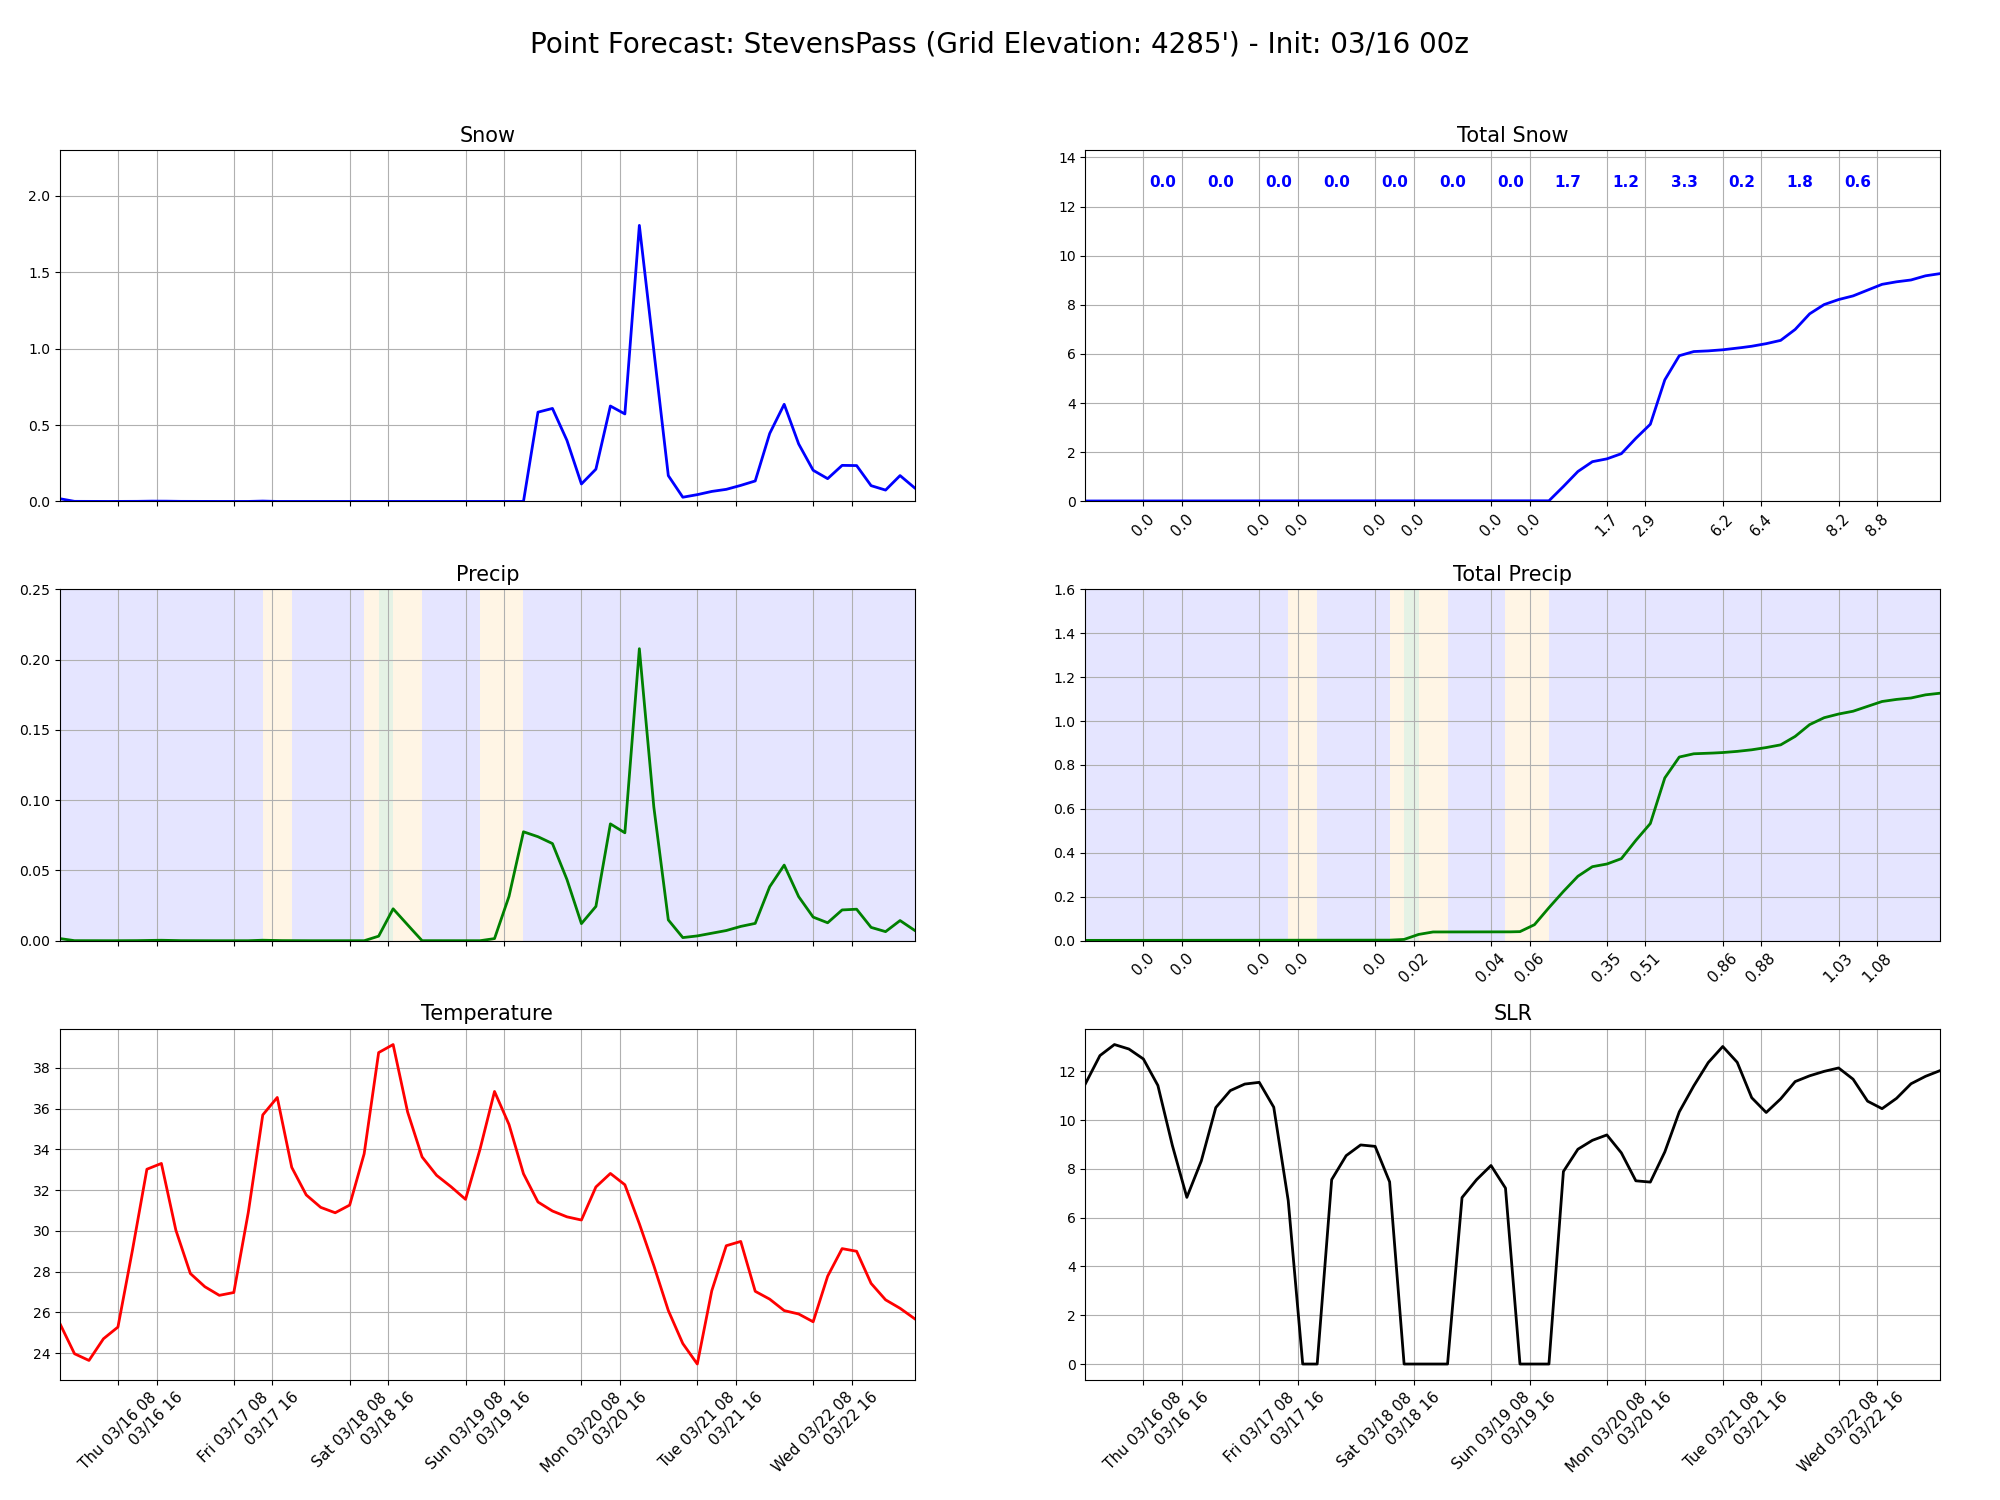 Point Forecast: StevensPass (Grid Elevation: 4285') - Init: 03/16 00z
Snow
2.0
1.5
1.0
0.5
0.0
Total Snow
14
12
10
8
6
4
2
0
0.0 0.0 0.0 0.0 0.0 0.0 0.0 1.7 1.2 3.3 0.2 1.8 0.6
0.0 0.0 0.0 0.0 0.0 0.0 0.0 0.0 1.7 2.9 6.2 6.4 8.2 8.8
Precip
0.25
0.20
0.15
0.10
0.05
0.00
Total Precip
1.6
1.4
1.2
1.0
0.8
0.6
0.4
0.2
0.0
0.0 0.0 0.0 0.0 0.0 0.02 0.04 0.06 0.35 0.51 0.86 0.88 1.03 1.08
Temperature
38
36
34
32
30
28
26
24
Thu 03/16 08
03/16 16
Fri 03/17 08
03/17 16
Sat 03/18 08
03/18 16
Sun 03/19 08
03/19 16
Mon 03/20 08
03/20 16
Tue 03/21 08
03/21 16
Wed 03/22 08
03/22 16
SLR
12
10
8
6
4
2
0
Thu 03/16 08
03/16 16
Fri 03/17 08
03/17 16
Sat 03/18 08
03/18 16
Sun 03/19 08
03/19 16
Mon 03/20 08
03/20 16
Tue 03/21 08
03/21 16
Wed 03/22 08
03/22 16